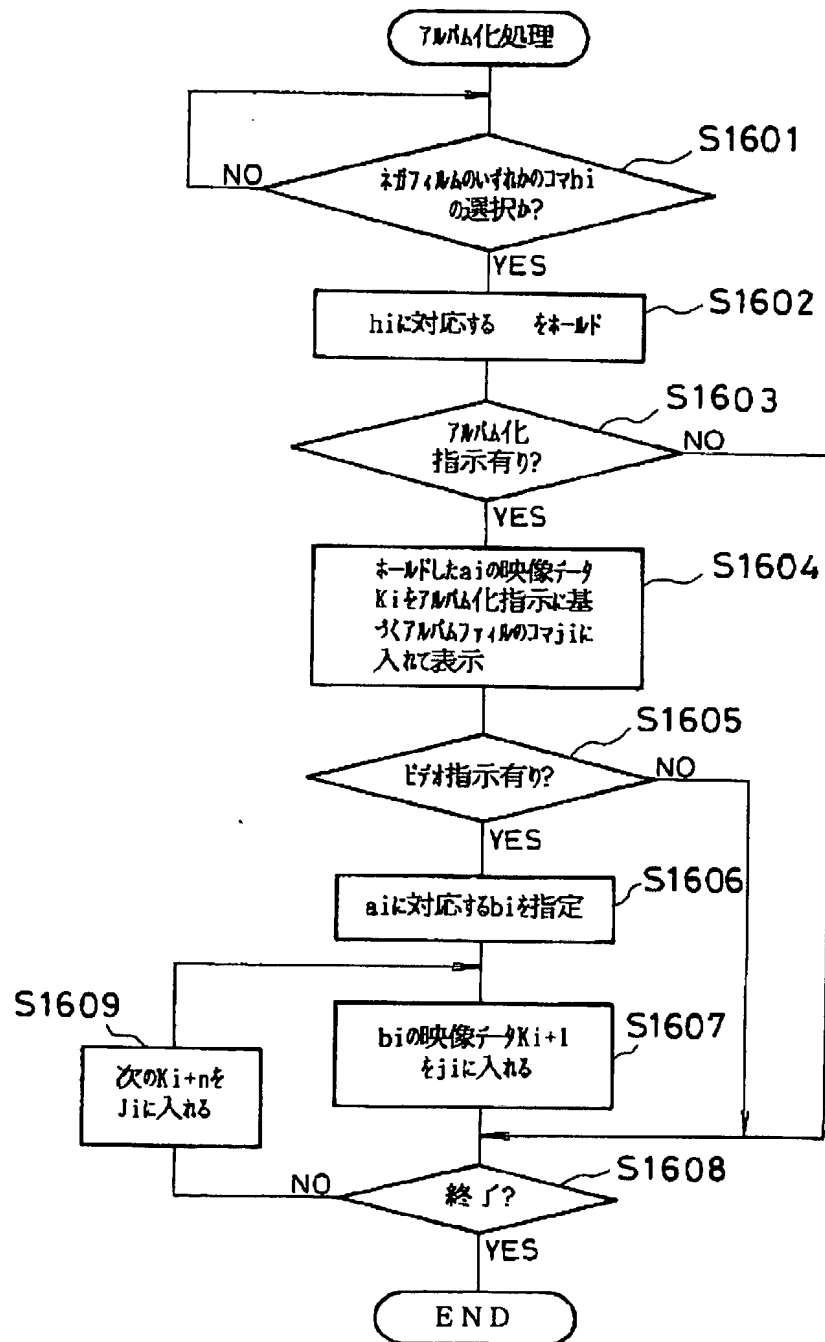 アルバム化処理
S1601
NO
ネガフィルムのいずれかのコマhi
の選択か?
YES
S1602
hiに対応する をホールド
S1603
アルバム化
指示有り?
NO
YES
S1604
ホールドしたaiの映像データ
Kiをアルバム化指示に基
づくアルバムファイルのコマjiに
入れて表示
S1605
ビデオ指示有り?
NO
YES
S1606
aiに対応するbiを指定
S1609
S1607
biの映像データKi+1
をjiに入れる
次のKi+nを
Jiに入れる
S1608
NO
終了?
YES
END